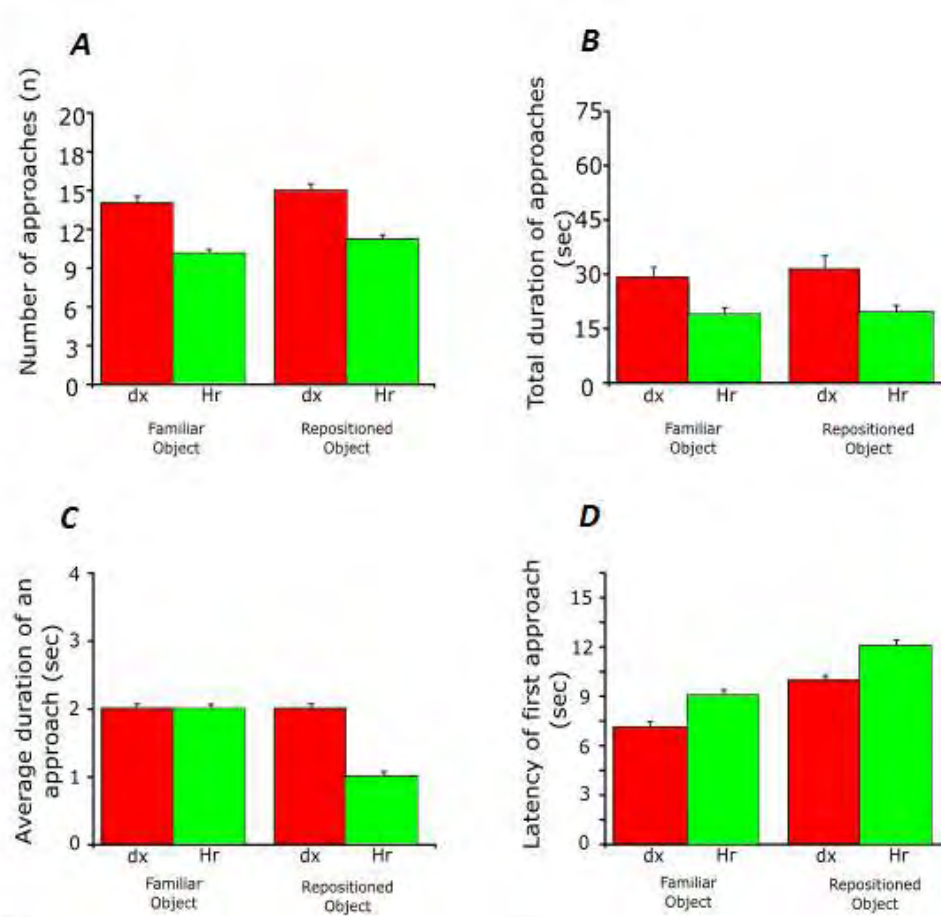 A
Number of approaches (n)
20
18
15
12
9
6
3
0
dx Hr dx Hr
Familiar
Object
Repositioned
Object
B
Total duration of approaches
(sec)
75
60
45
30
15
0
dx Hr dx Hr
Familiar
Object
Repositioned
Object
C
Average duration of an
approach (sec)
4
3
2
1
0
dx Hr dx Hr
Familiar
Object
Repositioned
Object
D
Latency of first approach
(sec)
15
12
9
6
3
0
dx Hr dx Hr
Familiar
Object
Repositioned
Object